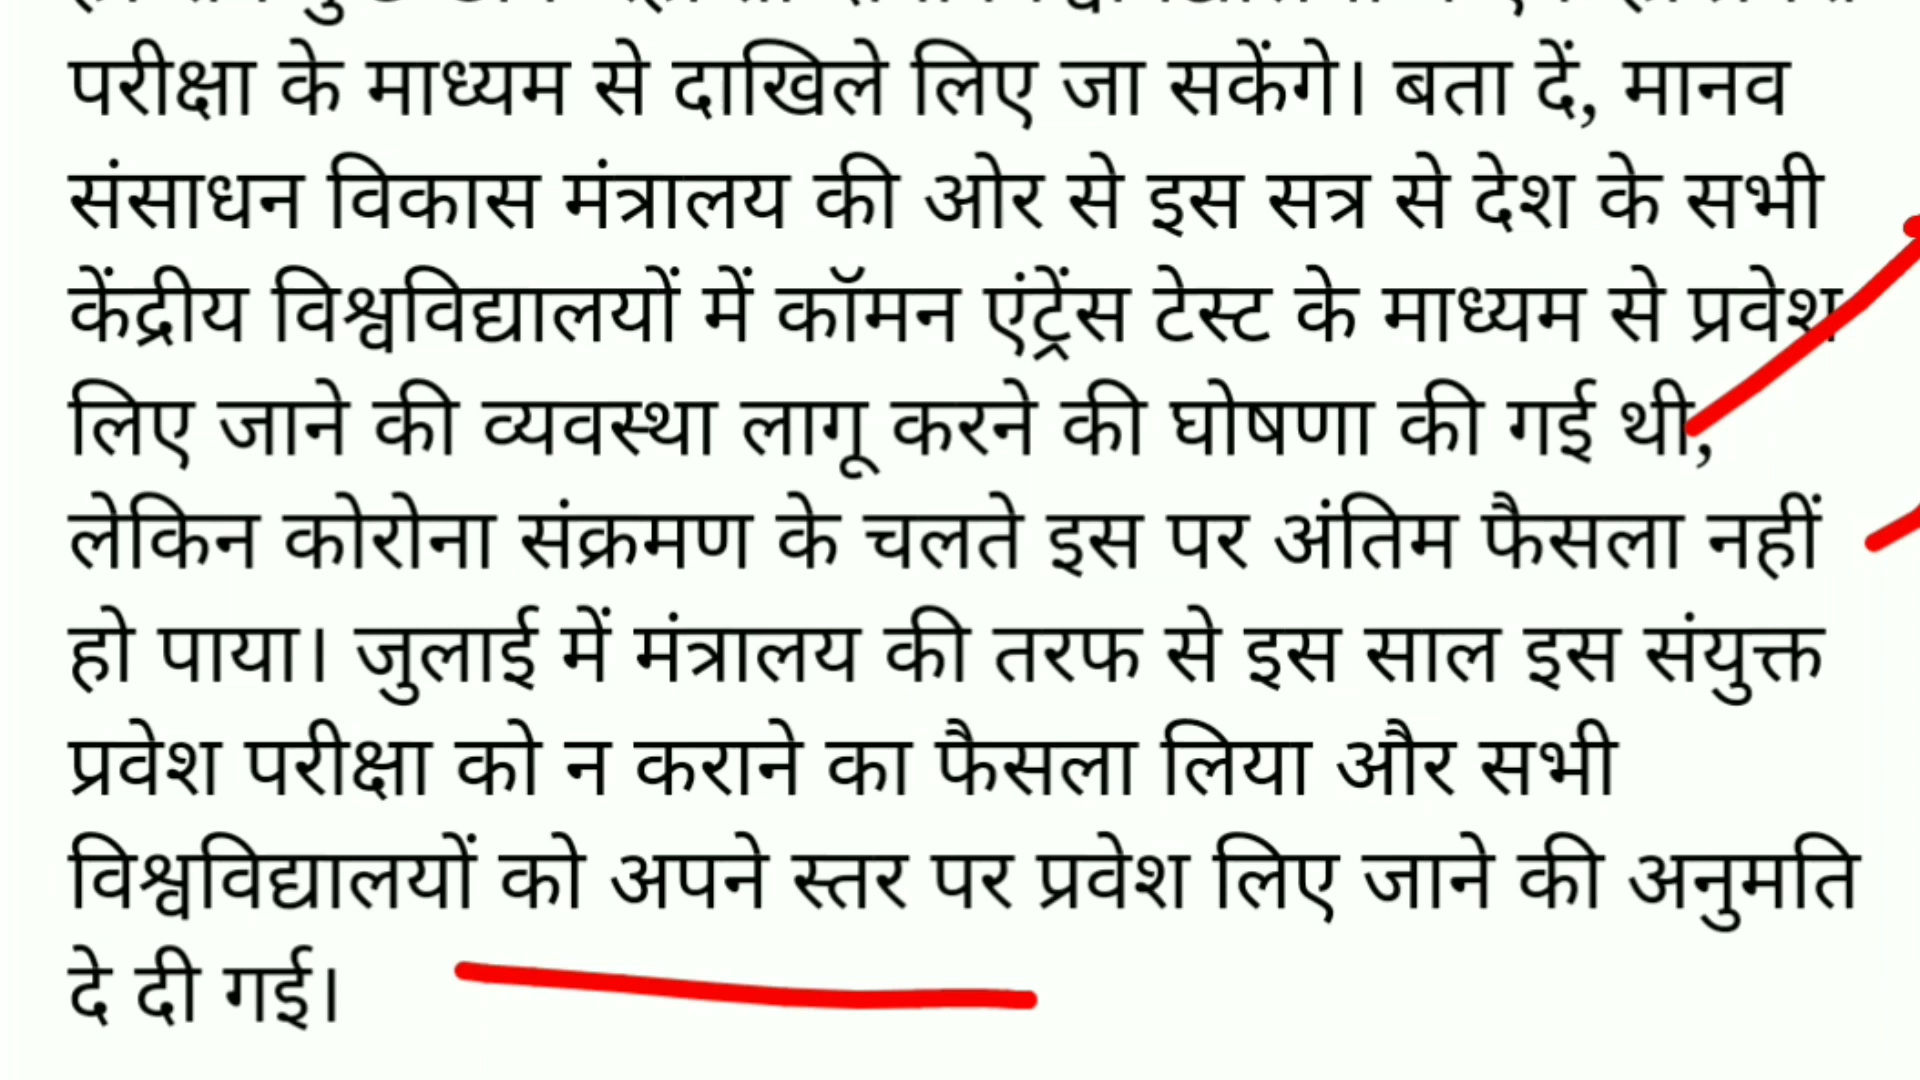 परीक्षा के माध्यम से दाखिले लिए जा सकेंगे। बता दें, मानव
संसाधन विकास मंत्रालय की ओर से इस सत्र से देश के सभी
केंद्रीय विश्वविद्यालयों में कॉमन एंट्रेंस टेस्ट के माध्यम से प्रवेश
लिए जाने की व्यवस्था लागू करने की घोषणा की गई थी,
लेकिन कोरोना संक्रमण के चलते इस पर अंतिम फैसला नहीं
हो पाया। जुलाई में मंत्रालय की तरफ से इस साल इस संयुक्त
प्रवेश परीक्षा को न कराने का फैसला लिया और सभी
विश्वविद्यालयों को अपने स्तर पर प्रवेश लिए जाने की अनुमति
दे दी गई।